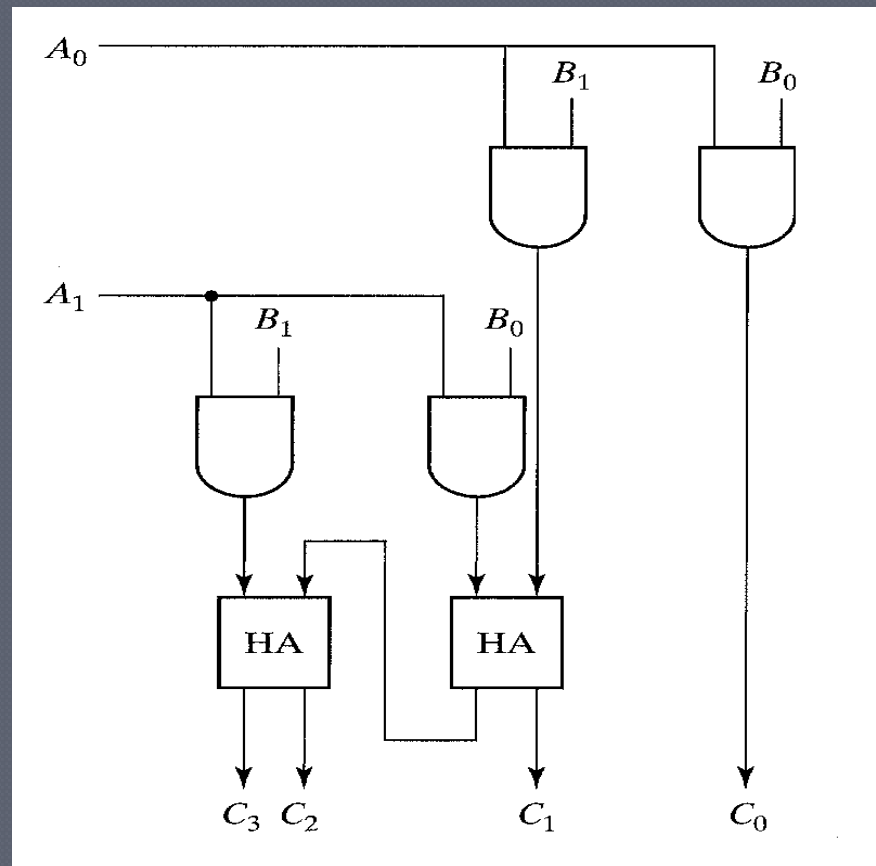 A₀
B₁ B₀
A₁
B₁ B₀
HA HA
C₃ C₂ C₁ C₀